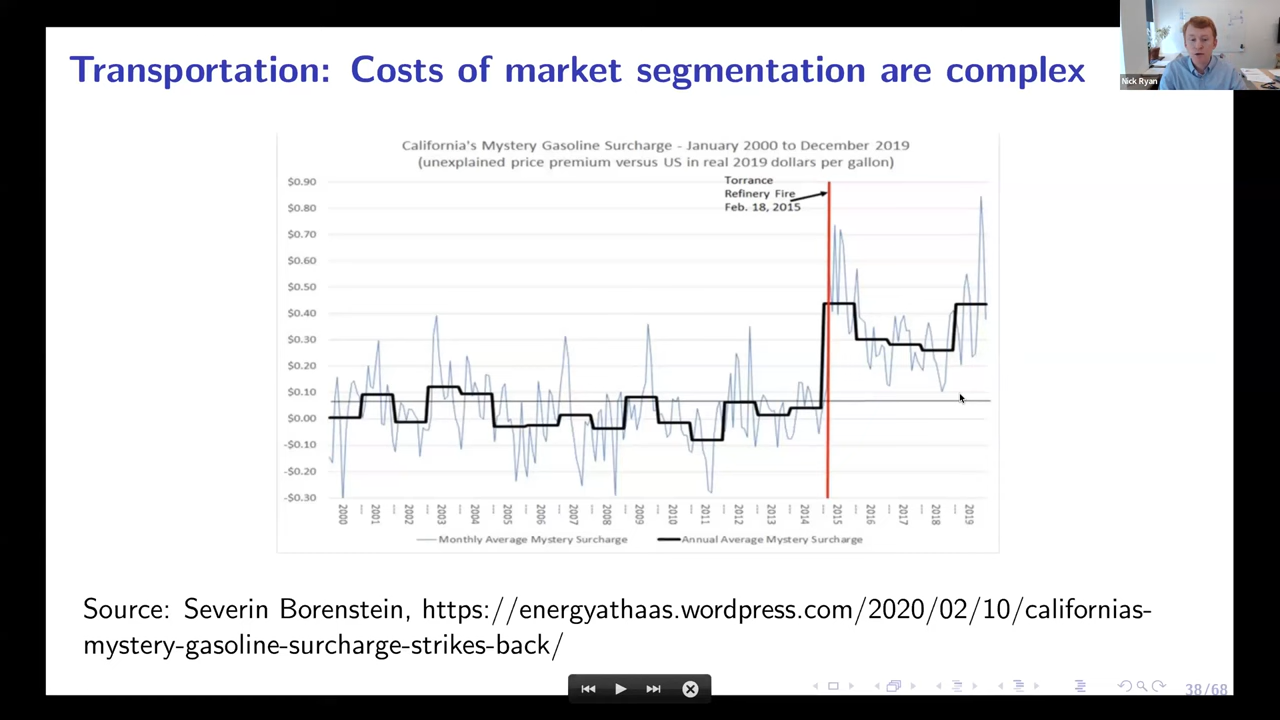 Transportation: Costs of market segmentation are complex
Nick Ryan
California's Mystery Gasoline Surcharge - January 2000 to December 2019
(unexplained price premium versus US in real 2019 dollars per gallon)
Torrance
Refinery Fire
Feb. 18, 2015
$0.90
$0.80
$0.70
$0.60
$0.50
$0.40
$0.30
$0.20
$0.10
$0.00
-$0.10
-$0.20
-$0.30
2000 ... 2001 ... 2002 ... 2003 ... 2004 ... 2005 ... 2006 ... 2007 ... 2008 ... 2009 ... 2010 ... 2011 ... 2012 ... 2013 ... 2014 ... 2015 ... 2016 ... 2017 ... 2018 ... 2019
Monthly Average Mystery Surcharge Annual Average Mystery Surcharge
Source: Severin Borenstein, https://energyathaas.wordpress.com/2020/02/10/californias-
mystery-gasoline-surcharge-strikes-back/
38/68